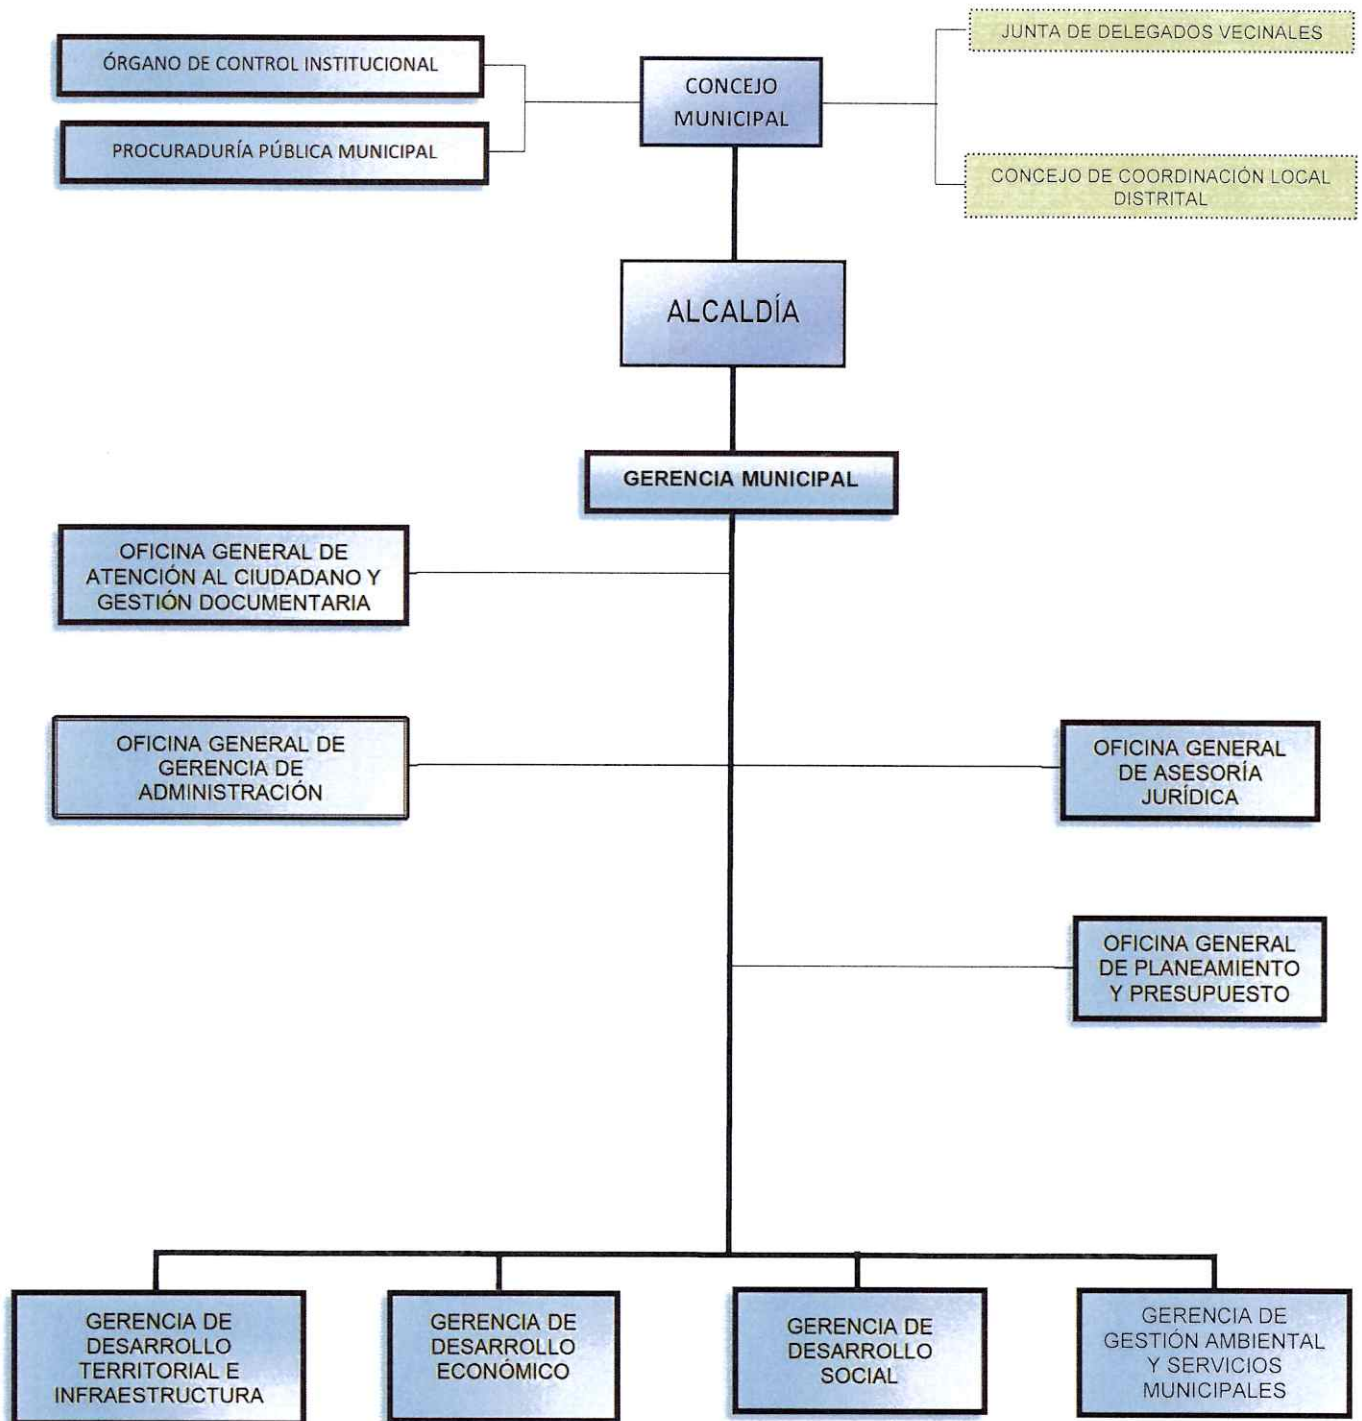 ÓRGANO DE CONTROL INSTITUCIONAL
PROCURADURÍA PÚBLICA MUNICIPAL
CONCEJO
MUNICIPAL
JUNTA DE DELEGADOS VECINALES
CONCEJO DE COORDINACIÓN LOCAL
DISTRITAL
ALCALDÍA
GERENCIA MUNICIPAL
OFICINA GENERAL DE
ATENCIÓN AL CIUDADANO Y
GESTIÓN DOCUMENTARIA
OFICINA GENERAL DE
GERENCIA DE
ADMINISTRACIÓN
OFICINA GENERAL
DE ASESORÍA
JURÍDICA
OFICINA GENERAL
DE PLANEAMIENTO
Y PRESUPUESTO
GERENCIA DE
DESARROLLO
TERRITORIAL E
INFRAESTRUCTURA
GERENCIA DE
DESARROLLO
ECONÓMICO
GERENCIA DE
DESARROLLO
SOCIAL
GERENCIA DE
GESTIÓN AMBIENTAL
Y SERVICIOS
MUNICIPALES